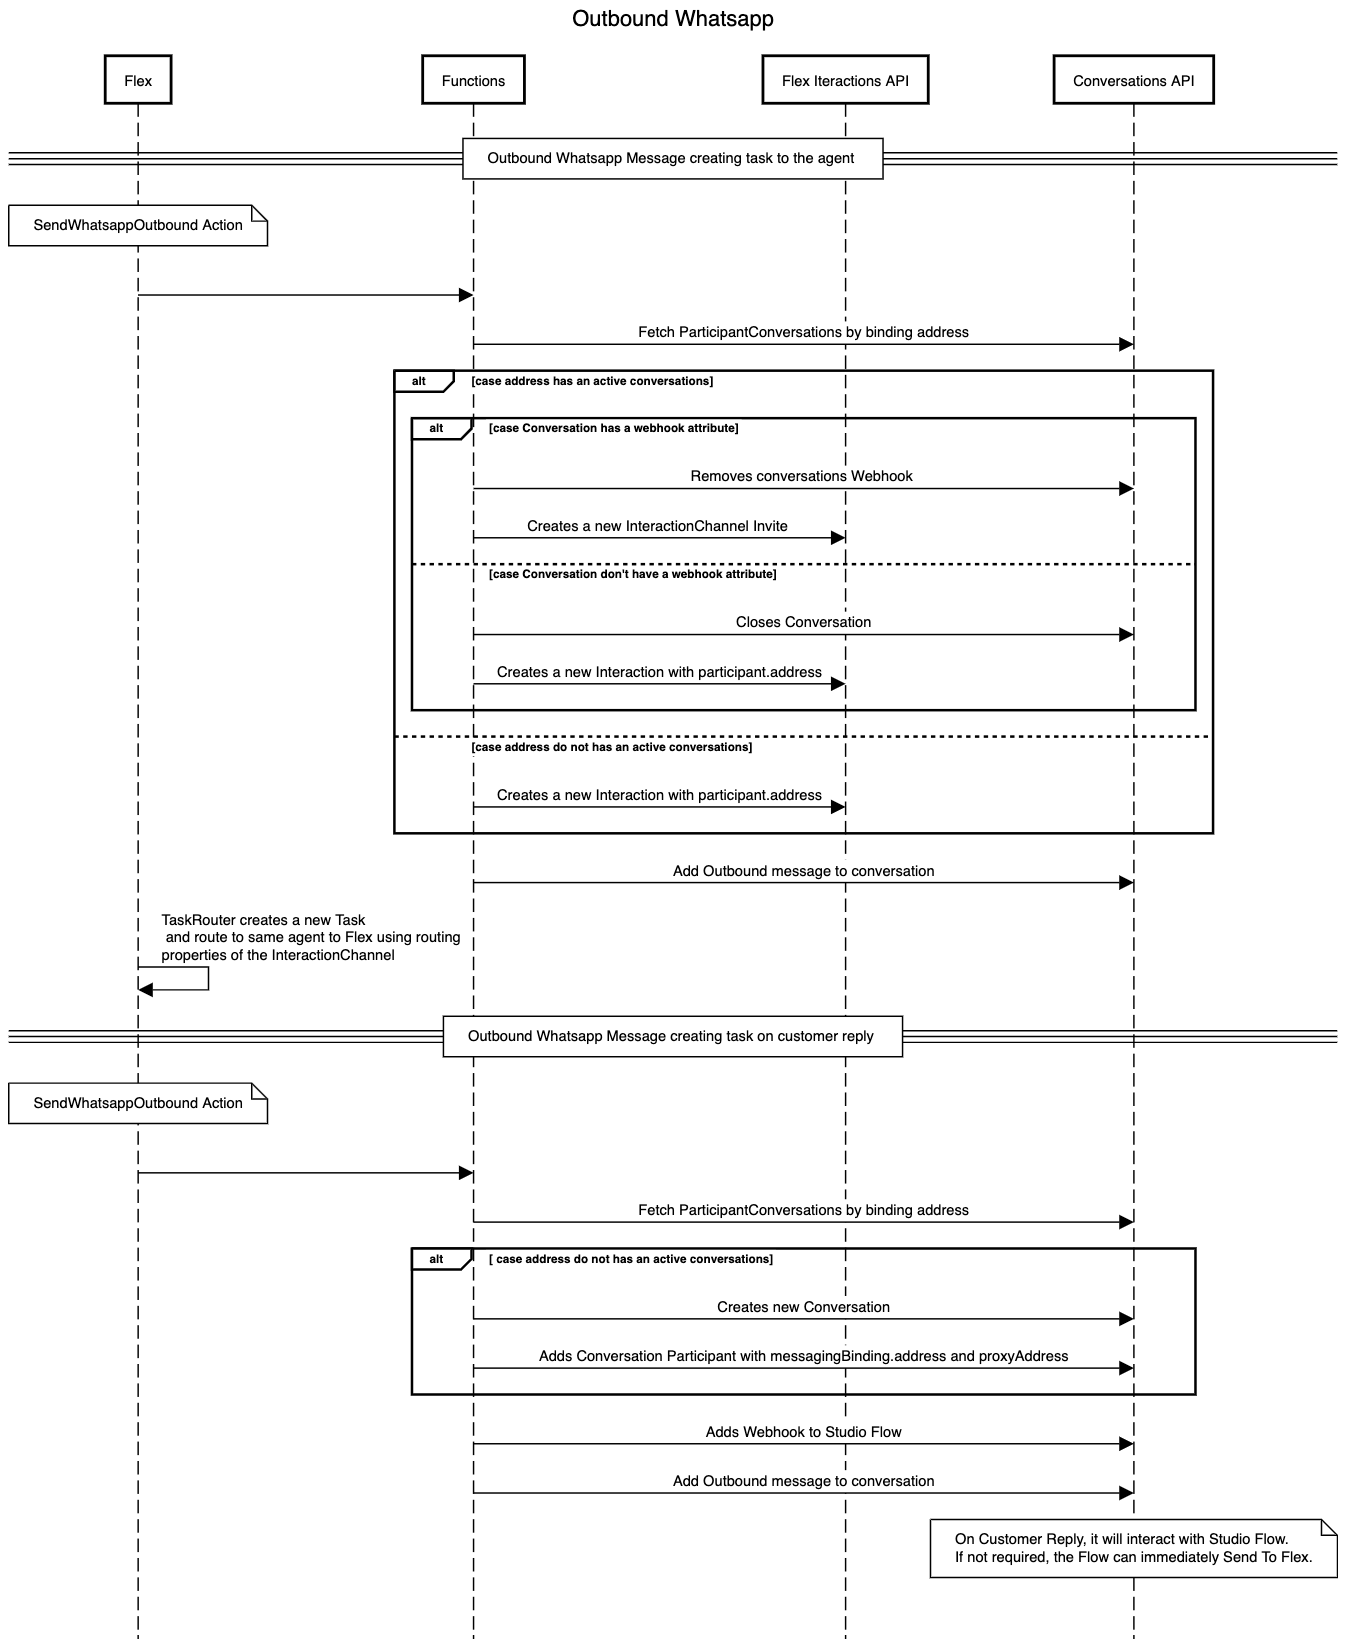 Outbound Whatsapp
Flex
Functions
Flex Iteractions API
Conversations API
Outbound Whatsapp Message creating task to the agent
SendWhatsappOutbound Action
Fetch ParticipantConversations by binding address
alt
[case address has an active conversations]
alt
[case Conversation has a webhook attribute]
Removes conversations Webhook
Creates a new InteractionChannel Invite
[case Conversation don't have a webhook attribute]
Closes Conversation
Creates a new Interaction with participant.address
[case address do not has an active conversations]
Creates a new Interaction with participant.address
Add Outbound message to conversation
TaskRouter creates a new Task
and route to same agent to Flex using routing
properties of the InteractionChannel
Outbound Whatsapp Message creating task on customer reply
SendWhatsappOutbound Action
Fetch ParticipantConversations by binding address
alt
[ case address do not has an active conversations]
Creates new Conversation
Adds Conversation Participant with messagingBinding.address and proxyAddress
Adds Webhook to Studio Flow
Add Outbound message to conversation
On Customer Reply, it will interact with Studio Flow.
If not required, the Flow can immediately Send To Flex.